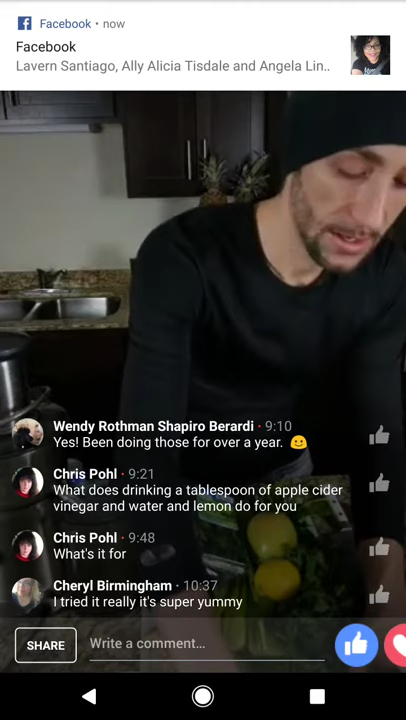 Facebook • now
Facebook
Lavern Santiago, Ally Alicia Tisdale and Angela Lin..
Wendy Rothman Shapiro Berardi · 9:10
Yes! Been doing those for over a year. 🙂
Chris Pohl · 9:21
What does drinking a tablespoon of apple cider
vinegar and water and lemon do for you
Chris Pohl · 9:48
What's it for
Cheryl Birmingham · 10:37
I tried it really it's super yummy
SHARE Write a comment...